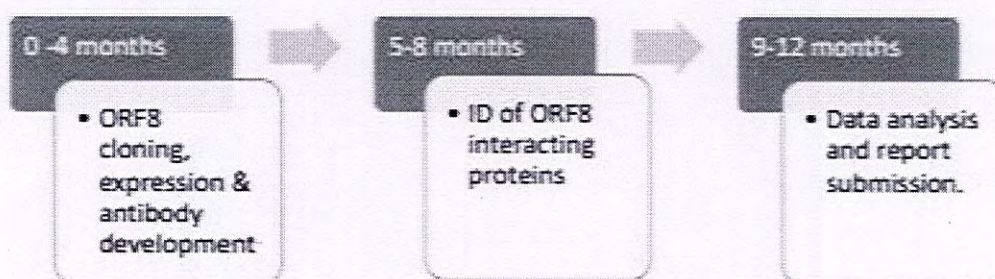 0 -4 months
• ORF8
cloning,
expression &
antibody
development
5-8 months
• ID of ORF8
interacting
proteins
9-12 months
• Data analysis
and report
submission.